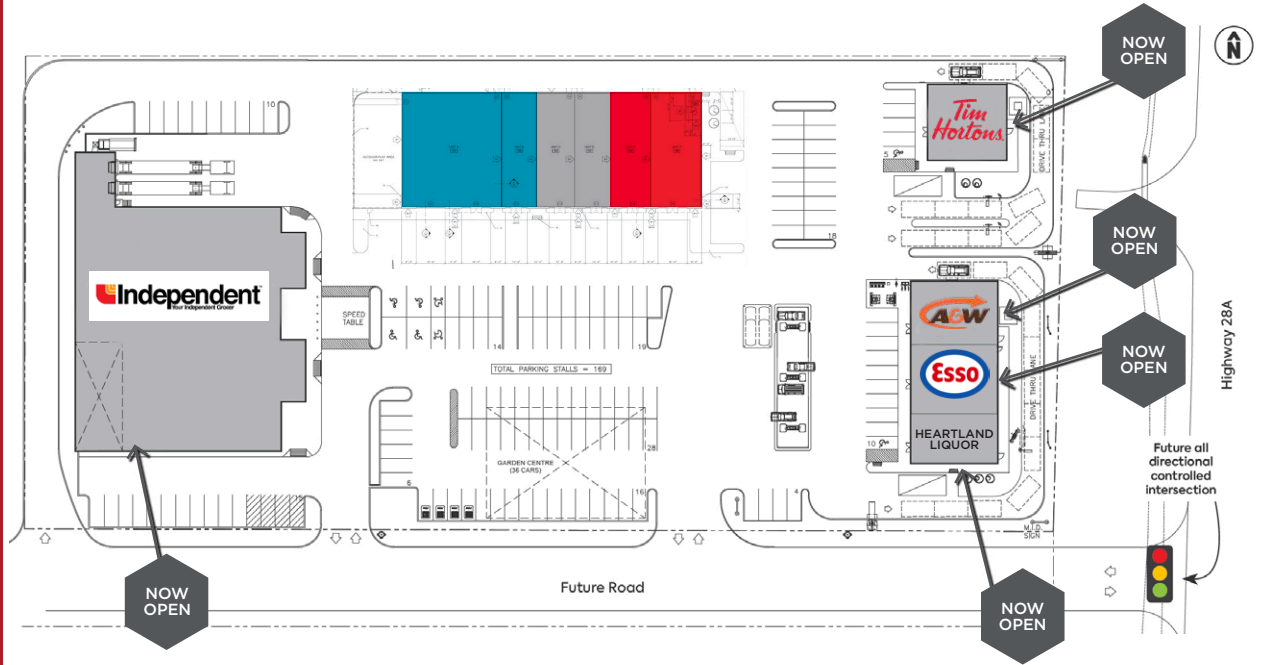 NOW
OPEN
N
10
Tim
Hortons
DRIVE THRU LANE
5
18
Independent
Your Independent Grocer
SPEED
TABLE
14
19
TOTAL PARKING STALLS = 169
NOW
OPEN
A&W
NOW
OPEN
Esso
DRIVE THRU LANE
HEARTLAND
LIQUOR
10
Highway 28A
28
GARDEN CENTRE
(36 CARS)
6
16
4
Future all
directional
controlled
intersection
SIGN
Future Road
NOW
OPEN
NOW
OPEN